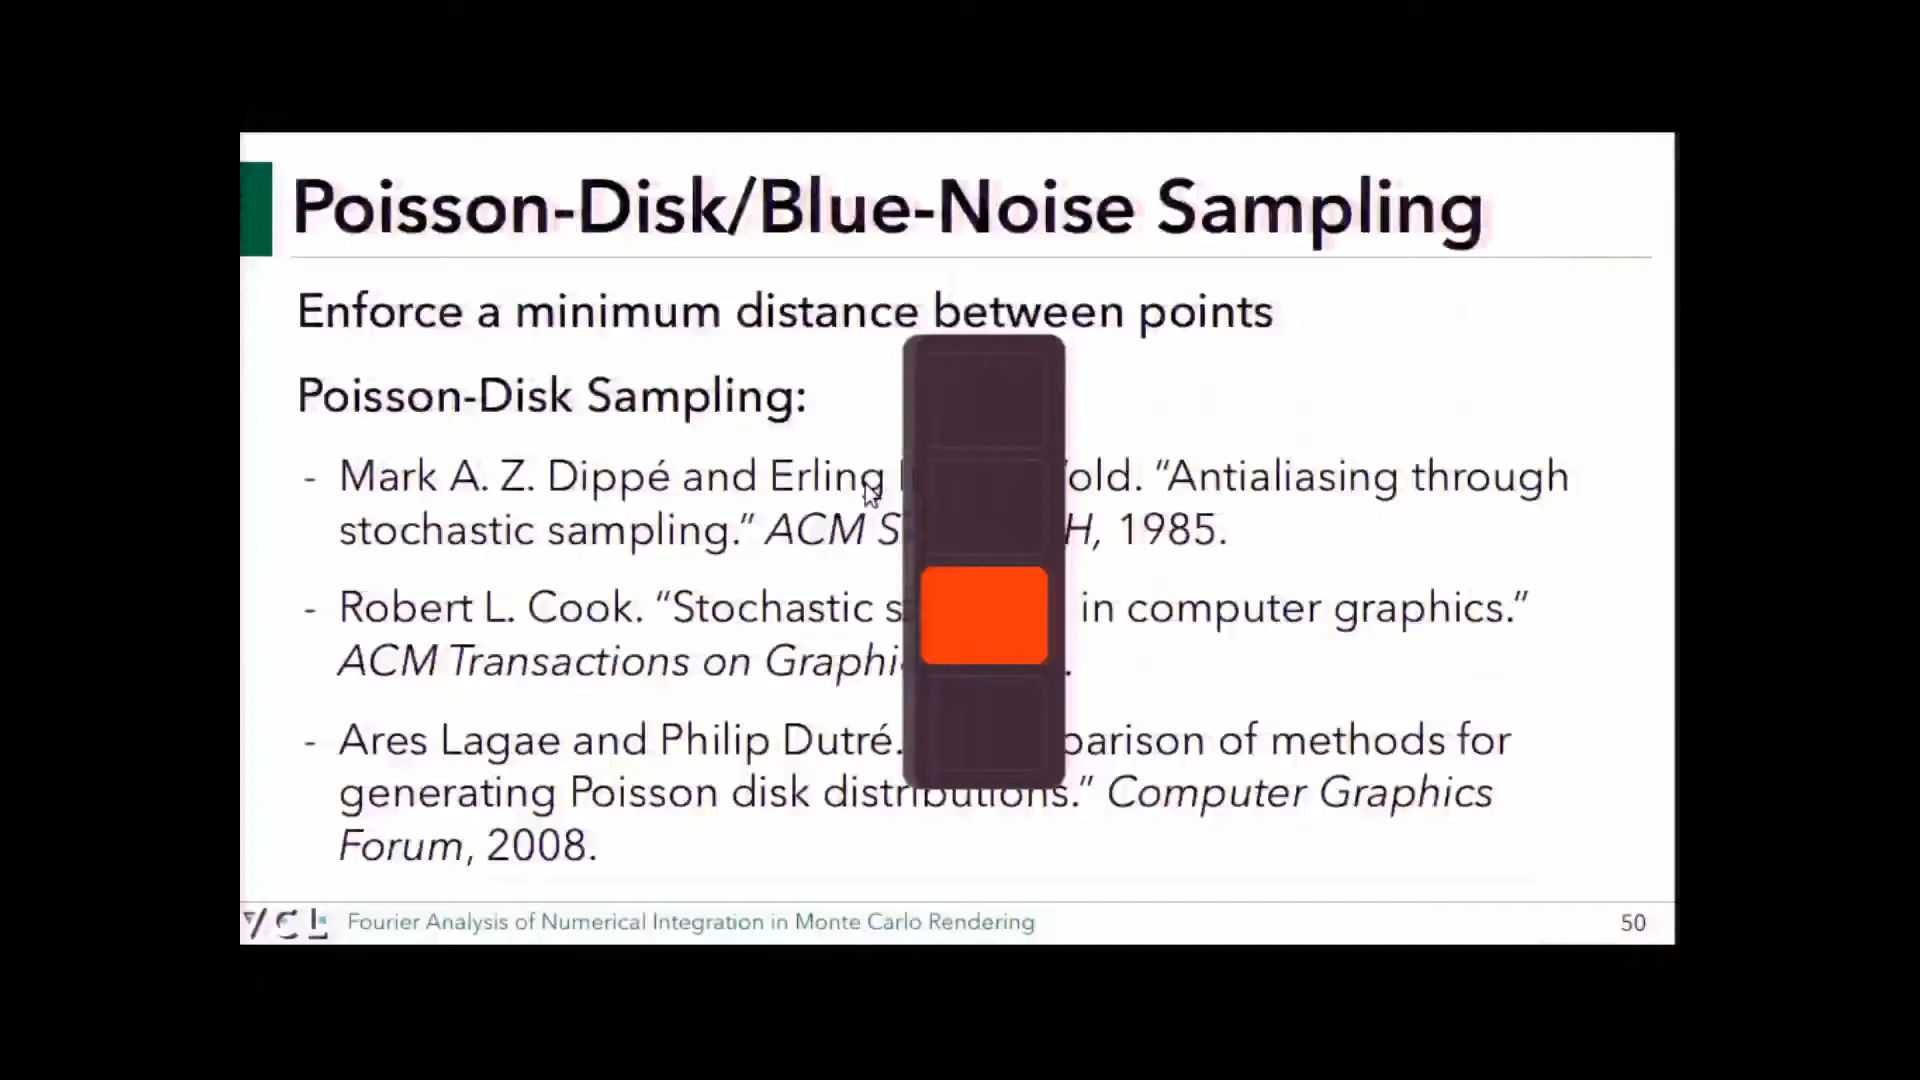 Poisson-Disk/Blue-Noise Sampling
Enforce a minimum distance between points
Poisson-Disk Sampling:
- Mark A. Z. Dippé and Erling old. “Antialiasing through
stochastic sampling.” ACM S H, 1985.
- Robert L. Cook. “Stochastic s in computer graphics.”
ACM Transactions on Graphi .
- Ares Lagae and Philip Dutré. parison of methods for
generating Poisson disk distributions.” Computer Graphics
Forum, 2008.
Fourier Analysis of Numerical Integration in Monte Carlo Rendering
50